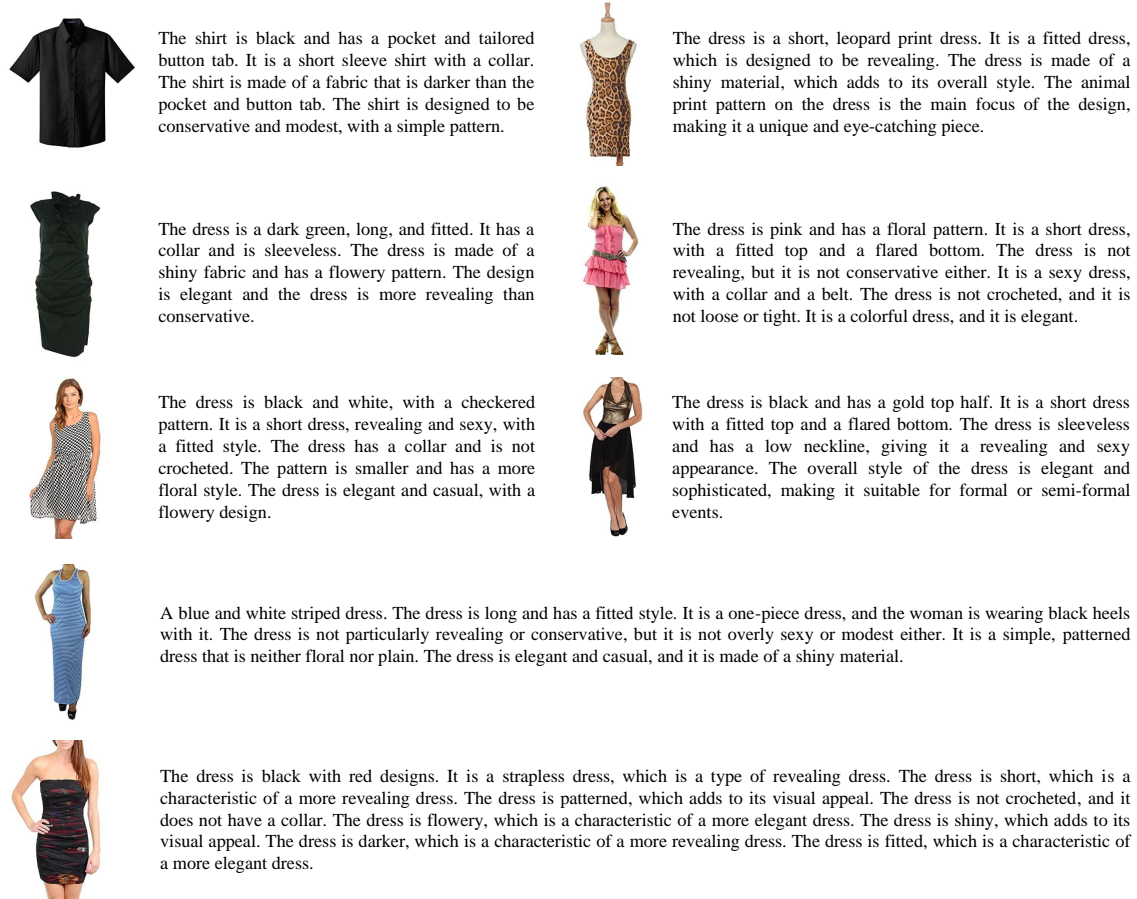 The shirt is black and has a pocket and tailored
button tab. It is a short sleeve shirt with a collar.
The shirt is made of a fabric that is darker than the
pocket and button tab. The shirt is designed to be
conservative and modest, with a simple pattern.
The dress is a short, leopard print dress. It is a fitted dress,
which is designed to be revealing. The dress is made of a
shiny material, which adds to its overall style. The animal
print pattern on the dress is the main focus of the design,
making it a unique and eye-catching piece.
The dress is a dark green, long, and fitted. It has a
collar and is sleeveless. The dress is made of a
shiny fabric and has a flowery pattern. The design
is elegant and the dress is more revealing than
conservative.
The dress is pink and has a floral pattern. It is a short dress,
with a fitted top and a flared bottom. The dress is not
revealing, but it is not conservative either. It is a sexy dress,
with a collar and a belt. The dress is not crocheted, and it is
not loose or tight. It is a colorful dress, and it is elegant.
The dress is black and white, with a checkered
pattern. It is a short dress, revealing and sexy, with
a fitted style. The dress has a collar and is not
crocheted. The pattern is smaller and has a more
floral style. The dress is elegant and casual, with a
flowery design.
The dress is black and has a gold top half. It is a short dress
with a fitted top and a flared bottom. The dress is sleeveless
and has a low neckline, giving it a revealing and sexy
appearance. The overall style of the dress is elegant and
sophisticated, making it suitable for formal or semi-formal
events.
A blue and white striped dress. The dress is long and has a fitted style. It is a one-piece dress, and the woman is wearing black heels
with it. The dress is not particularly revealing or conservative, but it is not overly sexy or modest either. It is a simple, patterned
dress that is neither floral nor plain. The dress is elegant and casual, and it is made of a shiny material.
The dress is black with red designs. It is a strapless dress, which is a type of revealing dress. The dress is short, which is a
characteristic of a more revealing dress. The dress is patterned, which adds to its visual appeal. The dress is not crocheted, and it
does not have a collar. The dress is flowery, which is a characteristic of a more elegant dress. The dress is shiny, which adds to its
visual appeal. The dress is darker, which is a characteristic of a more revealing dress. The dress is fitted, which is a characteristic of
a more elegant dress.